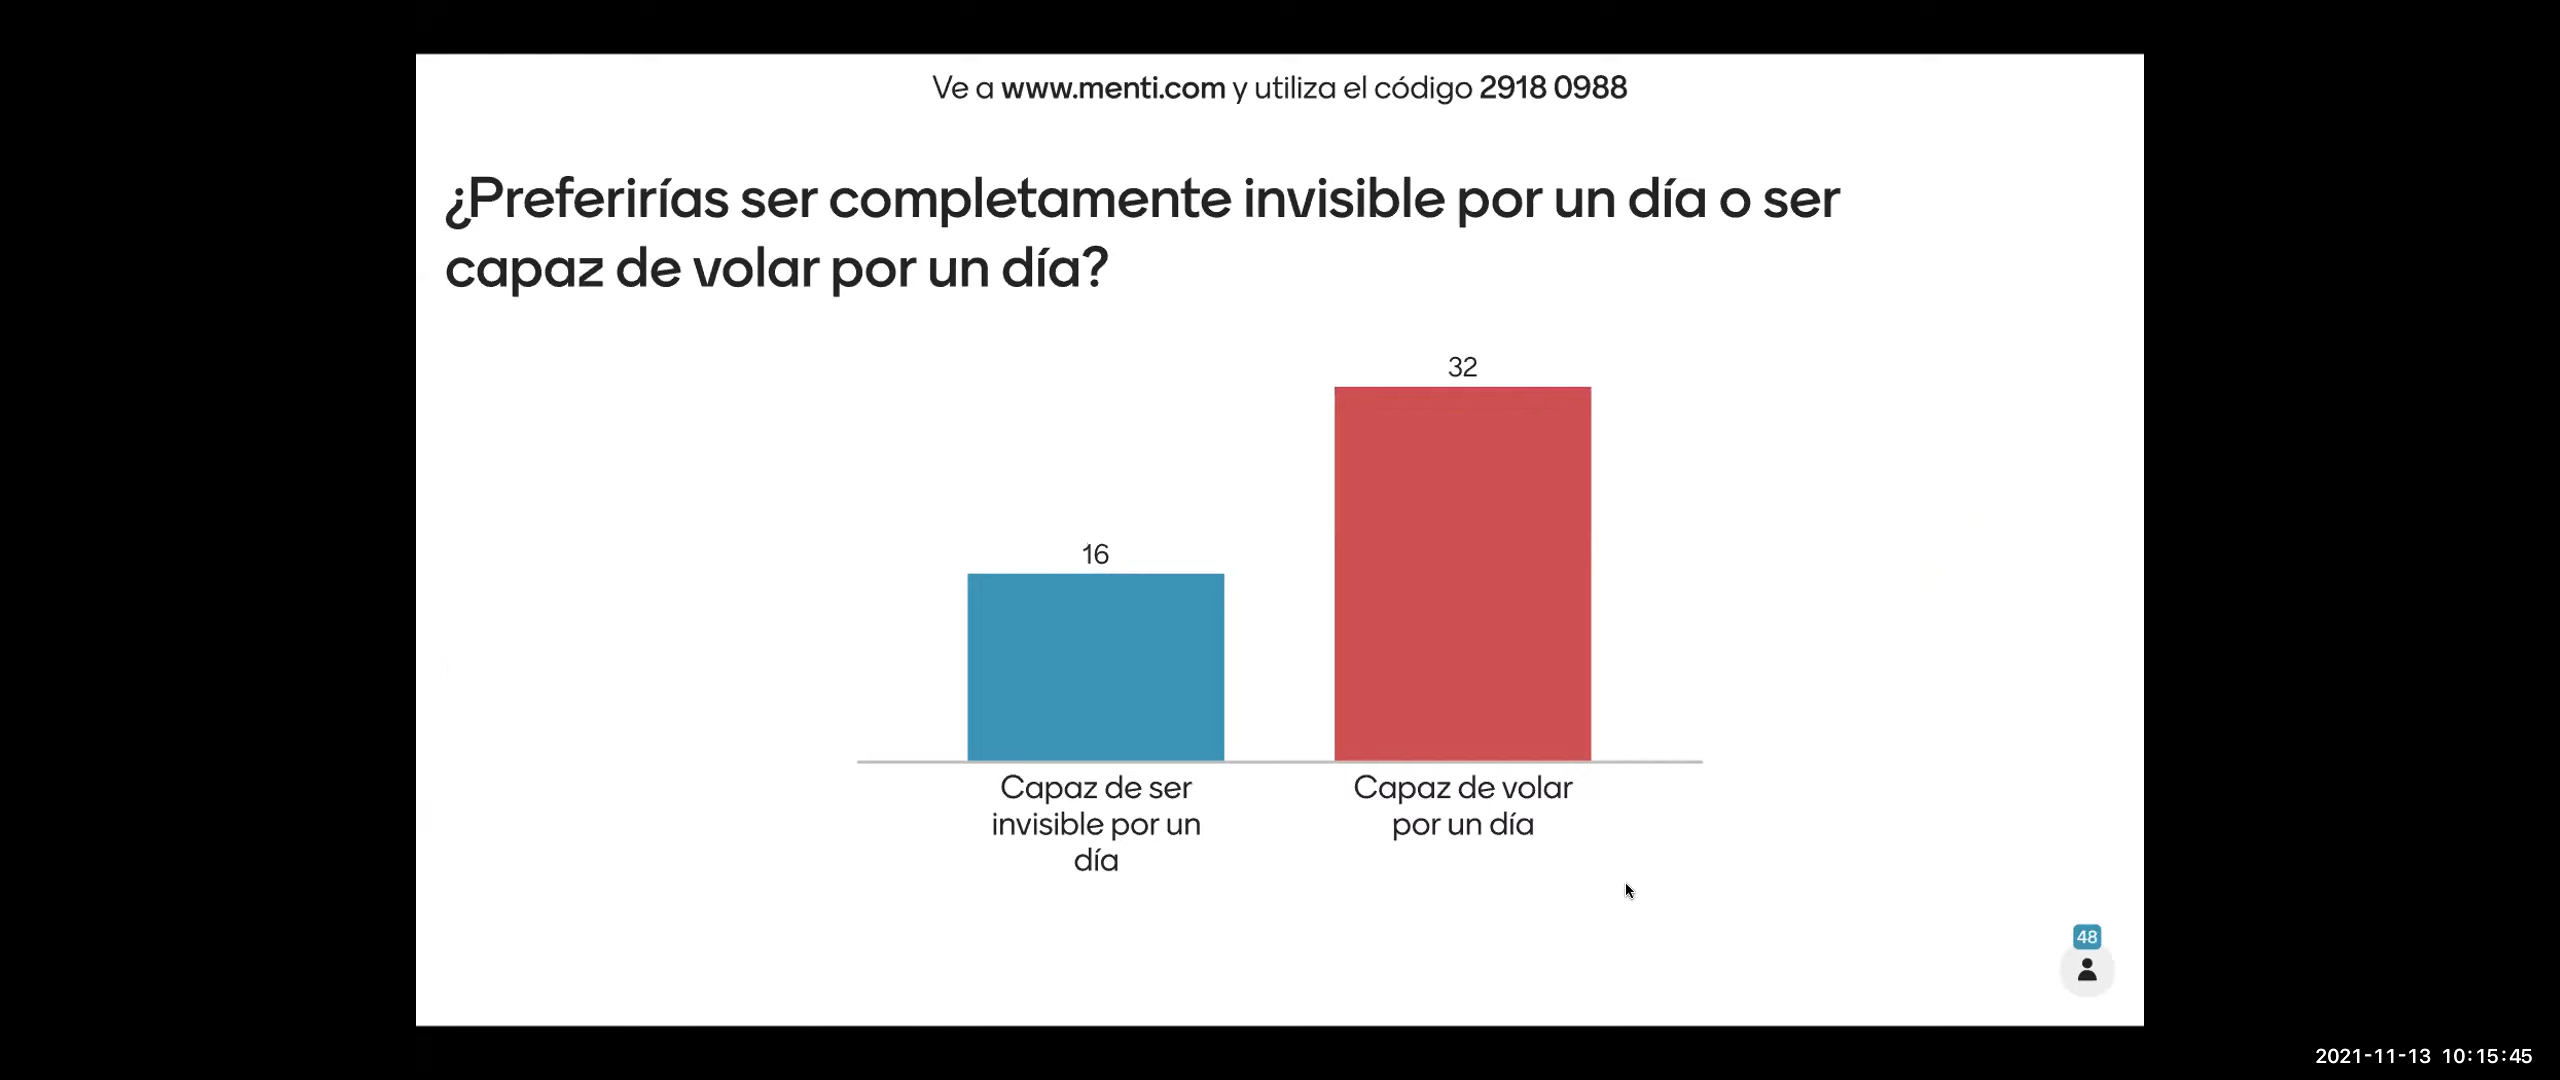 Ve a www.menti.com y utiliza el código 2918 0988
¿Preferirías ser completamente invisible por un día o ser
capaz de volar por un día?
32
16
Capaz de ser
invisible por un
día
Capaz de volar
por un día
48
2021-11-13 10:15:45